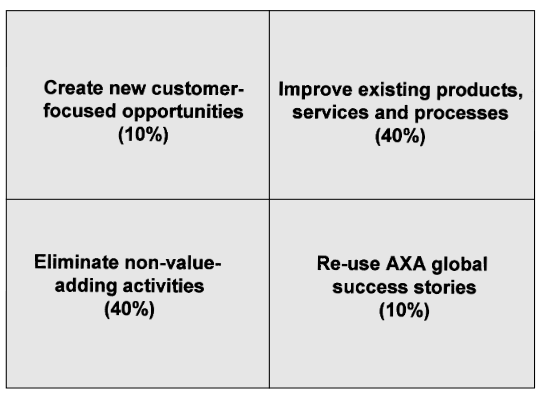 Create new customer-
focused opportunities
(10%)
Improve existing products,
services and processes
(40%)
Eliminate non-value-
adding activities
(40%)
Re-use AXA global
success stories
(10%)